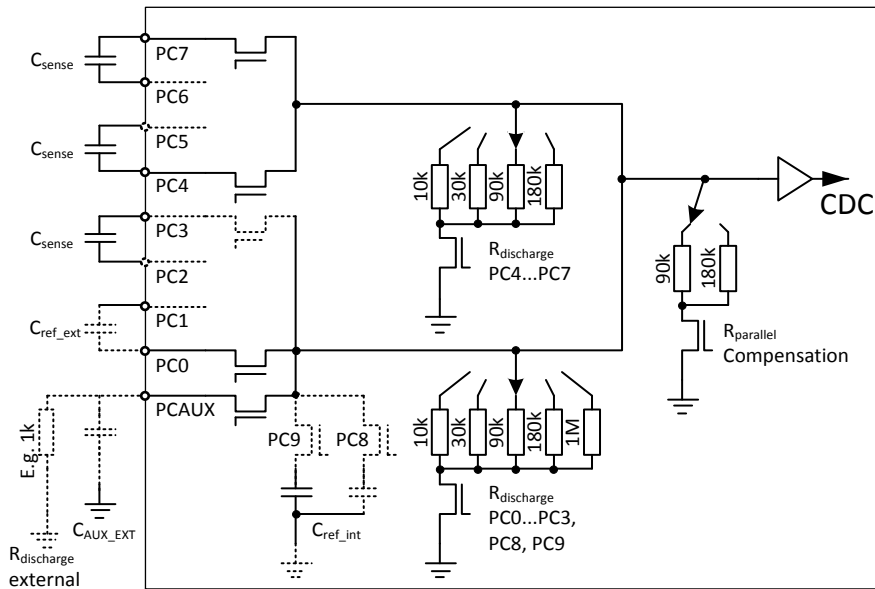 PC7
C_sense
PC6
PC5
C_sense
PC4
PC3
C_sense
PC2
PC1
C_ref_ext
PC0
PCAUX
E.g. 1k
C_AUX_EXT
R_discharge
external
PC9
PC8
C_ref_int
10k
30k
90k
180k
R_discharge
PC4...PC7
10k
30k
90k
180k
1M
R_discharge
PC0...PC3,
PC8, PC9
CDC
90k
180k
R_parallel
Compensation